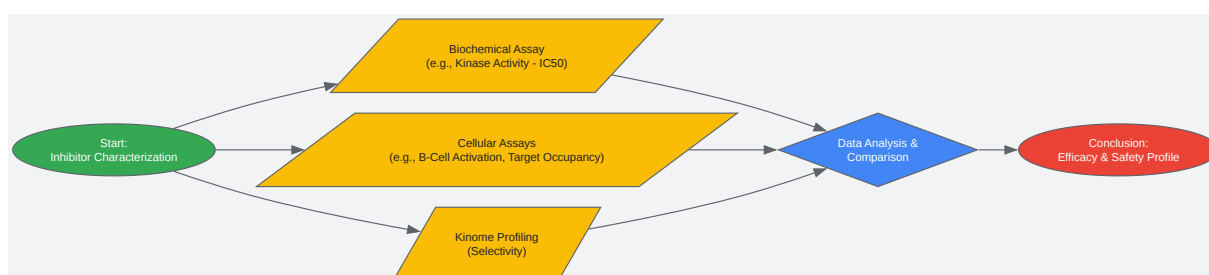 Biochemical Assay
(e.g., Kinase Activity - IC50)
Start:
Inhibitor Characterization
Cellular Assays
(e.g., B-Cell Activation, Target Occupancy)
Data Analysis &
Comparison
Conclusion:
Efficacy & Safety Profile
Kinome Profiling
(Selectivity)